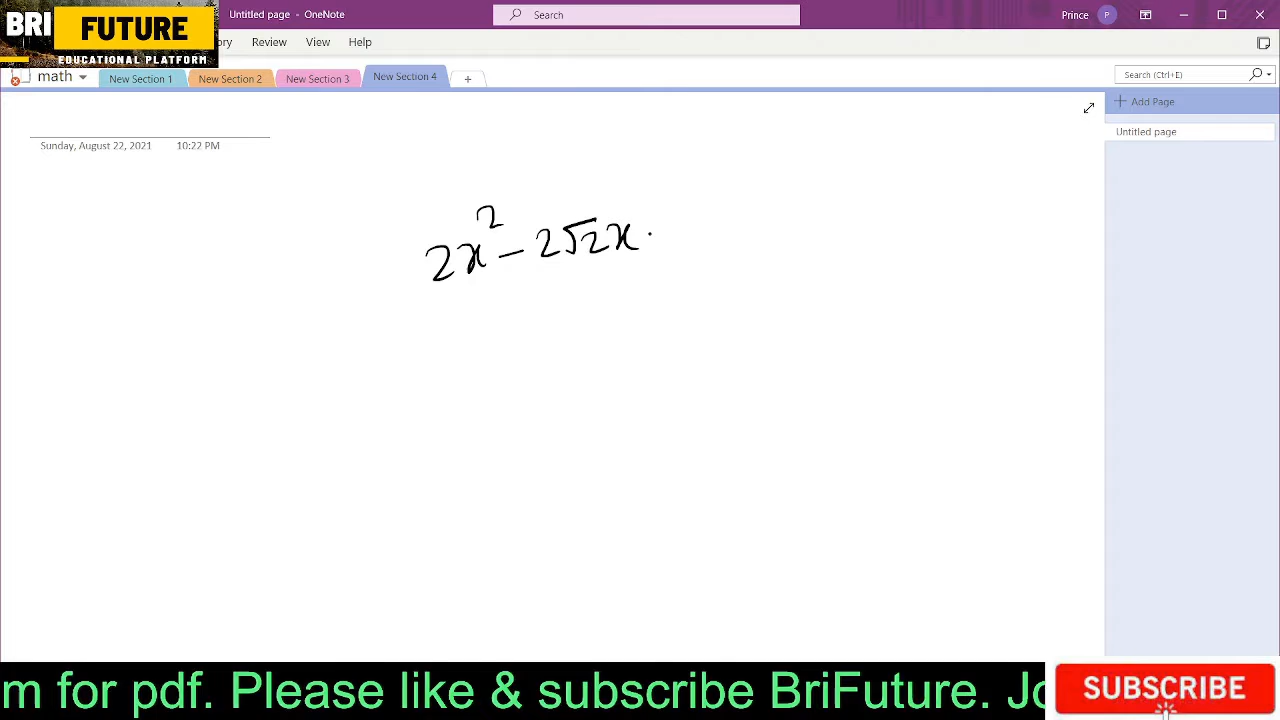 BRI FUTURE
EDUCATIONAL PLATFORM
Untitled page - OneNote
Search
Prince P
Review View Help
math New Section 1 New Section 2 New Section 3 New Section 4 +
Search (Ctrl+E)
Add Page
Untitled page
Sunday, August 22, 2021 10:22 PM
2x² - 2√2x
m for pdf. Please like & subscribe BriFuture.
SUBSCRIBE